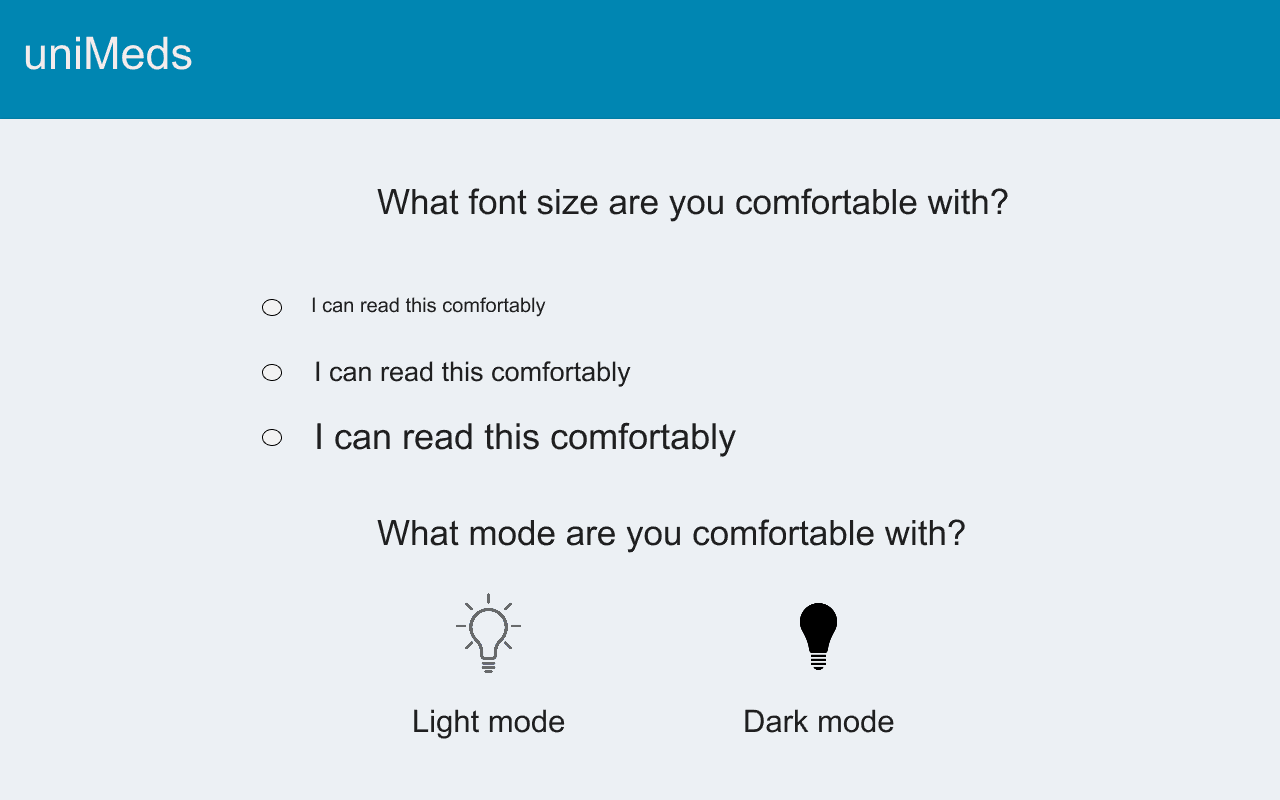 uniMeds
What font size are you comfortable with?
I can read this comfortably
I can read this comfortably
I can read this comfortably
What mode are you comfortable with?
Light mode
Dark mode